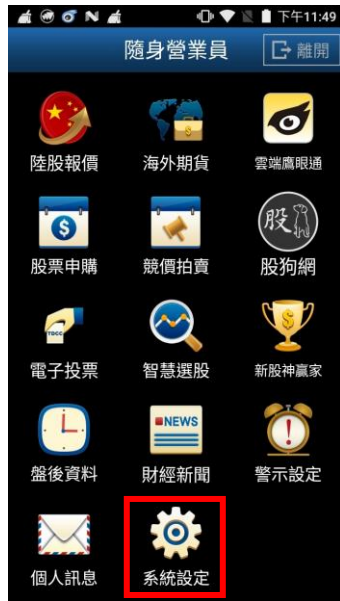 下午11:49
隨身營業員
離開
陸股報價
海外期貨
雲端鷹眼通
$
股
股票申購
競價拍賣
股狗網
TDCC
$
電子投票
智慧選股
新股神贏家
NEWS
盤後資料
財經新聞
警示設定
個人訊息
系統設定